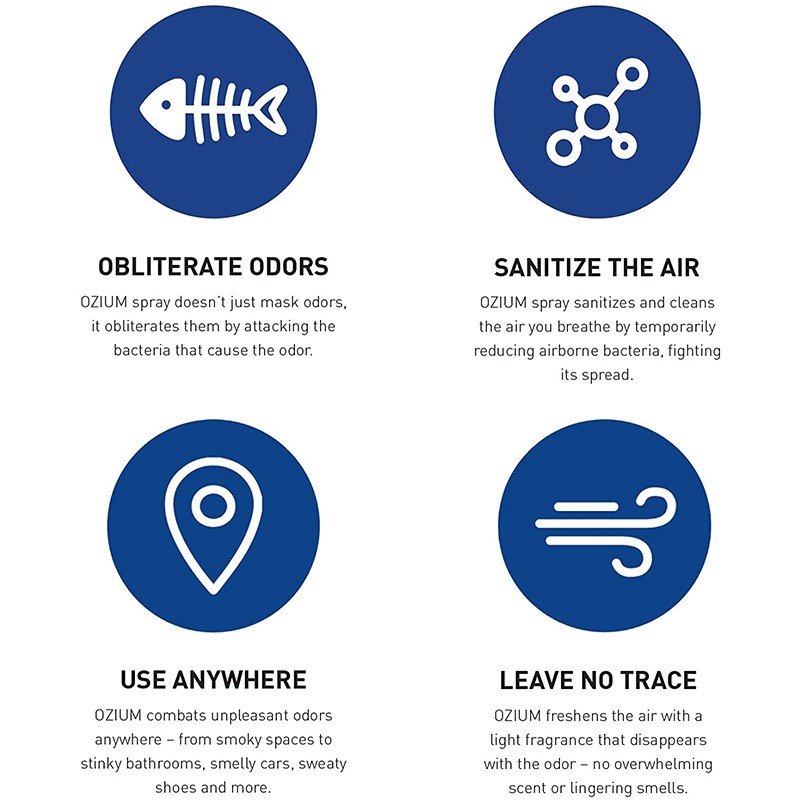 OBLITERATE ODORS
OZIUM spray doesn't just mask odors,
it obliterates them by attacking the
bacteria that cause the odor.
SANITIZE THE AIR
OZIUM spray sanitizes and cleans
the air you breathe by temporarily
reducing airborne bacteria, fighting
its spread.
USE ANYWHERE
OZIUM combats unpleasant odors
anywhere – from smoky spaces to
stinky bathrooms, smelly cars, sweaty
shoes and more.
LEAVE NO TRACE
OZIUM freshens the air with a
light fragrance that disappears
with the odor – no overwhelming
scent or lingering smells.